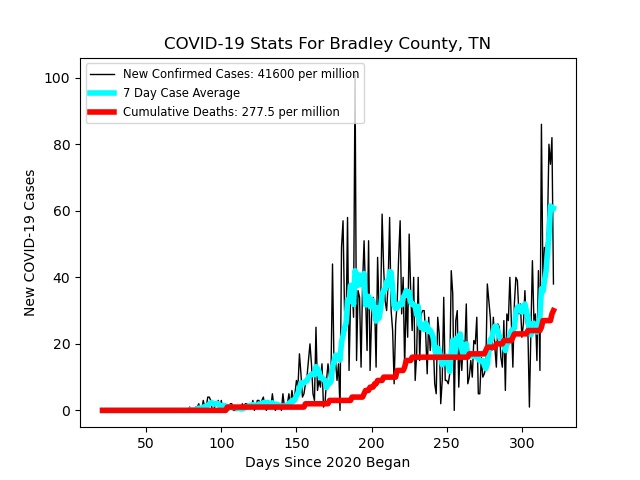 COVID-19 Stats For Bradley County, TN
New Confirmed Cases: 41600 per million
7 Day Case Average
Cumulative Deaths: 277.5 per million
New COVID-19 Cases
100
80
60
40
20
0
50 100 150 200 250 300
Days Since 2020 Began